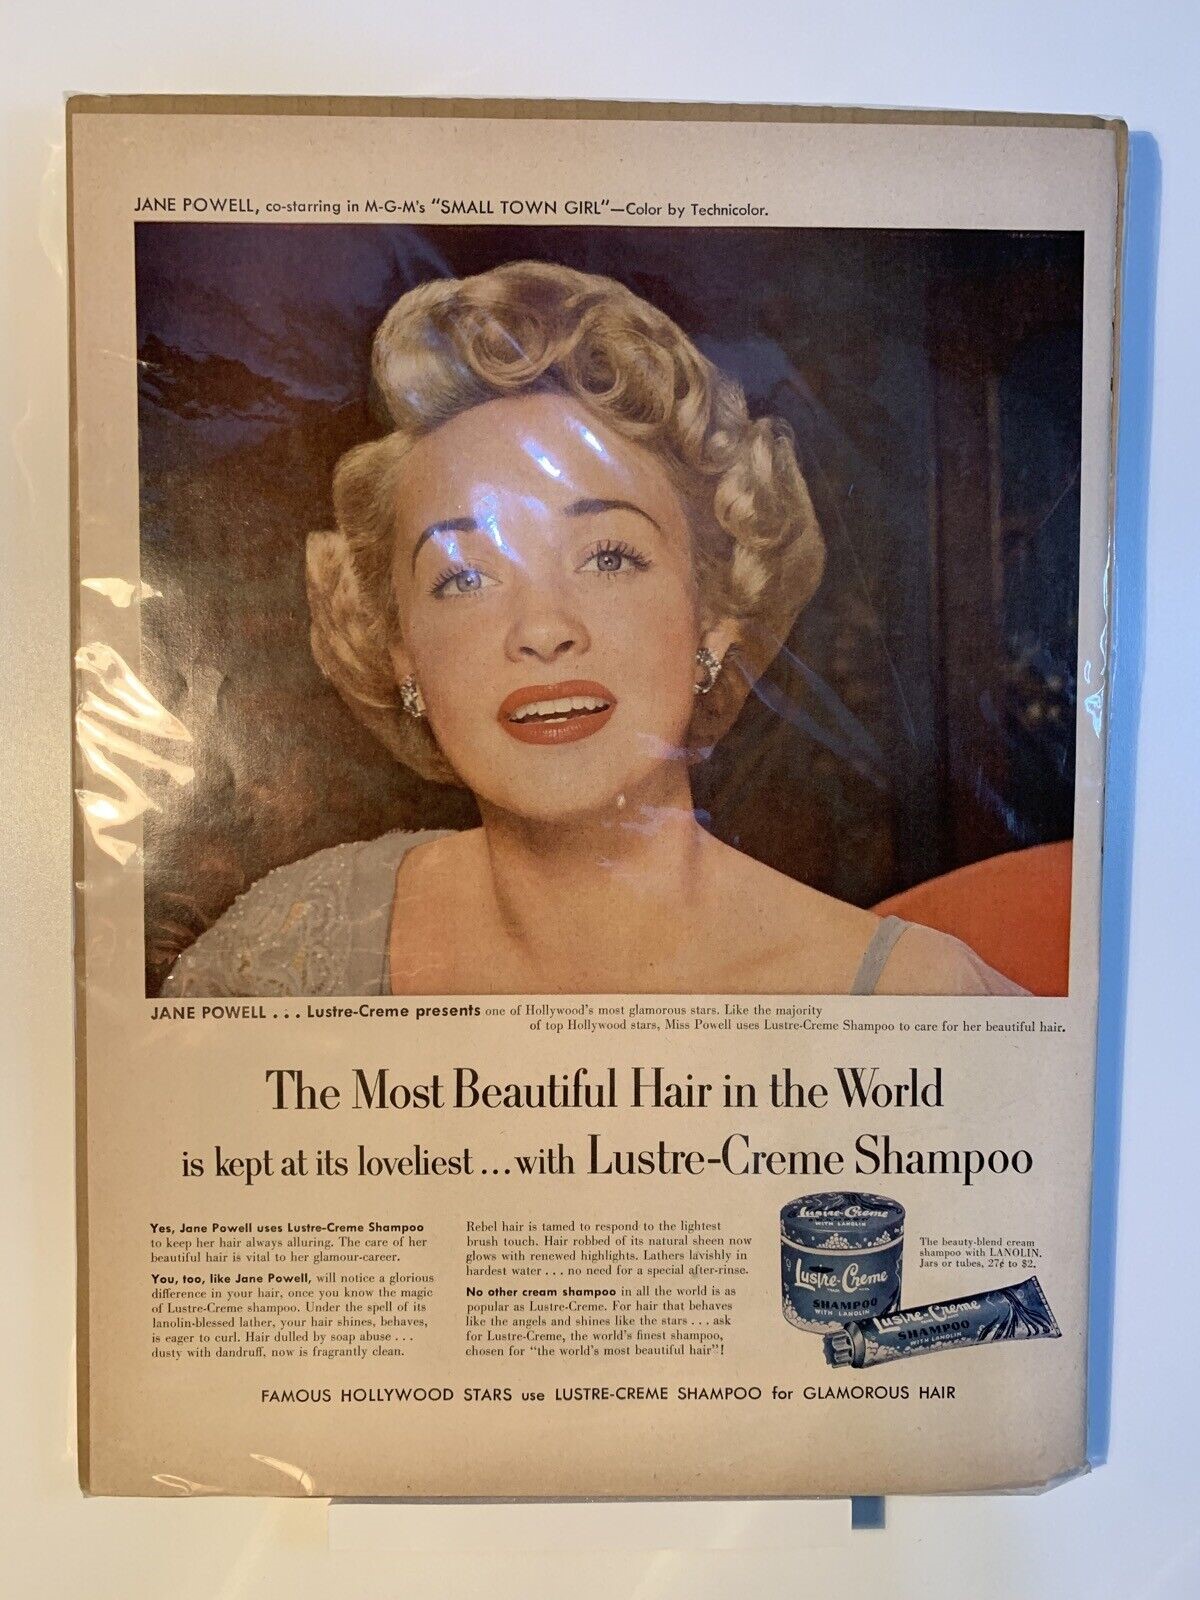 JANE POWELL, co-starring in M-G-M's "SMALL TOWN GIRL"—Color by Technicolor.
JANE POWELL . . . Lustre-Creme presents one of Hollywood's most glamorous stars. Like the majority
of top Hollywood stars, Miss Powell uses Lustre-Creme Shampoo to care for her beautiful hair.
The Most Beautiful Hair in the World
is kept at its loveliest . . . with Lustre-Creme Shampoo
Yes, Jane Powell uses Lustre-Creme Shampoo
to keep her hair always alluring. The care of her
beautiful hair is vital to her glamour-career.
You, too, like Jane Powell, will notice a glorious
difference in your hair, once you know the magic
of Lustre-Creme shampoo. Under the spell of its
lanolin-blessed lather, your hair shines, behaves,
is eager to curl. Hair dulled by soap abuse . . .
dusty with dandruff, now is fragrantly clean.
Rebel hair is tamed to respond to the lightest
brush touch. Hair robbed of its natural sheen now
glows with renewed highlights. Lathers lavishly in
hardest water . . . no need for a special after-rinse.
No other cream shampoo in all the world is as
popular as Lustre-Creme. For hair that behaves
like the angels and shines like the stars . . . ask
for Lustre-Creme, the world's finest shampoo,
chosen for "the world's most beautiful hair"!
Lustre-Creme
WITH LANOLIN
Lustre-Creme
SHAMPOO
WITH LANOLIN
Lustre-Creme
SHAMPOO
WITH LANOLIN
The beauty-blend cream
shampoo with LANOLIN.
Jars or tubes, 27¢ to $2.
FAMOUS HOLLYWOOD STARS use LUSTRE-CREME SHAMPOO for GLAMOROUS HAIR